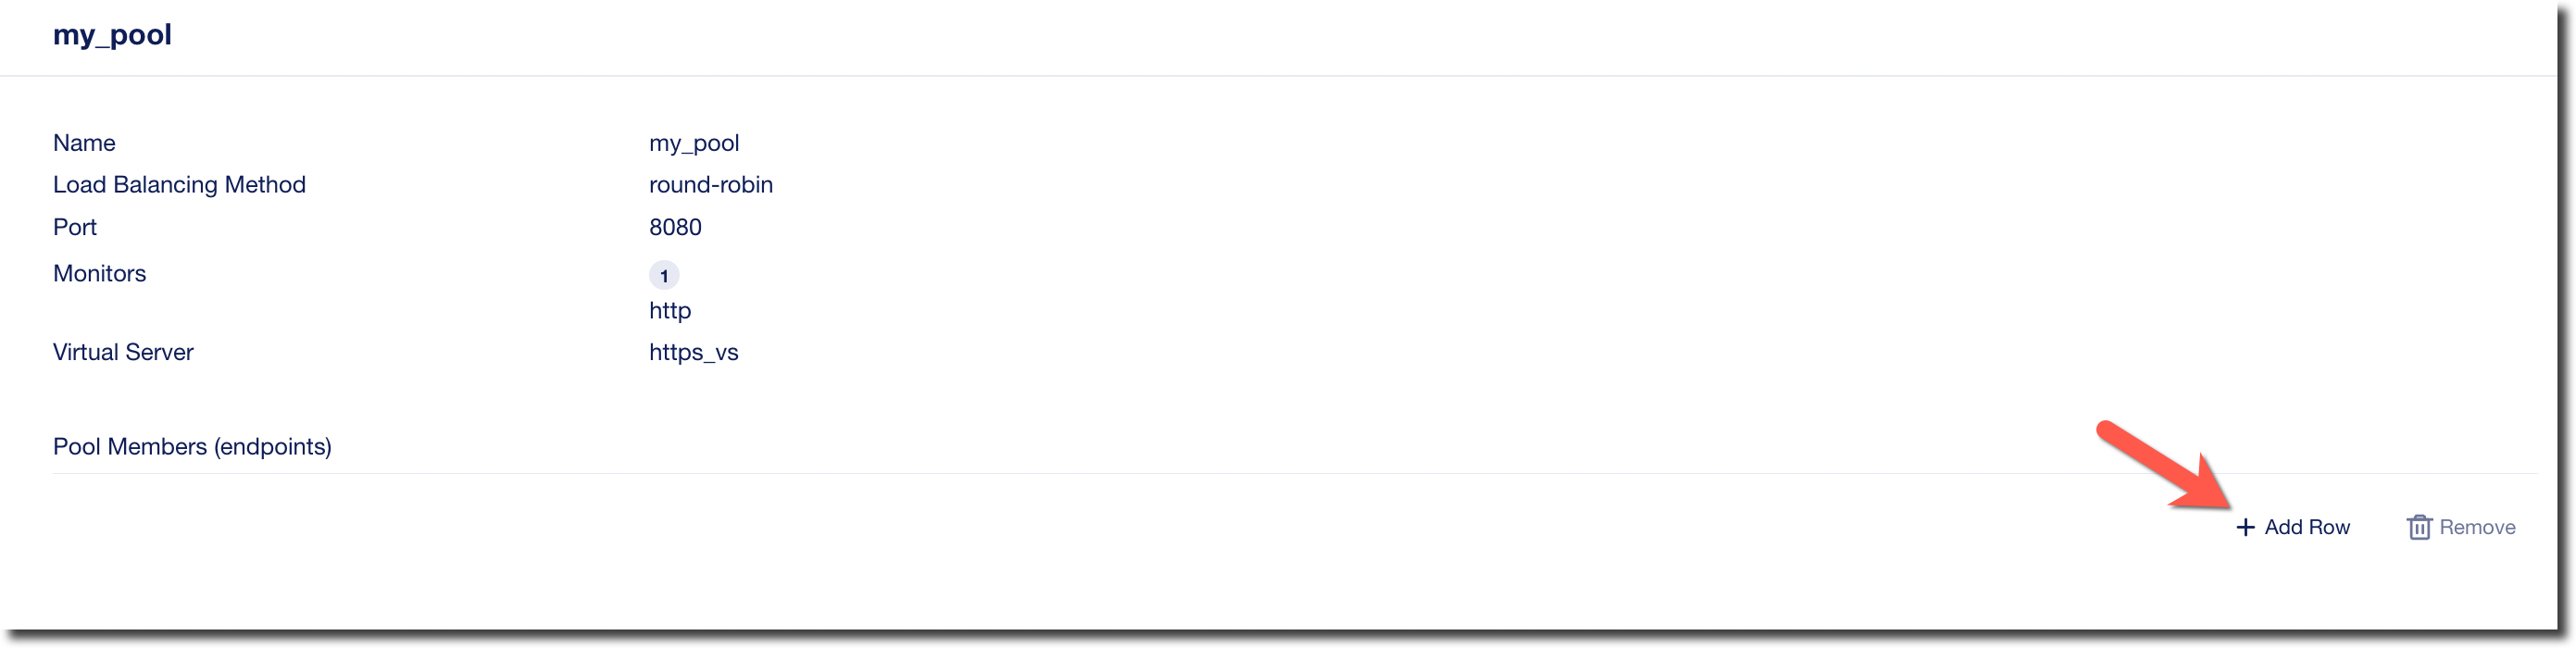 my_pool
Name my_pool
Load Balancing Method round-robin
Port 8080
Monitors 1
http
Virtual Server https_vs
Pool Members (endpoints)
+ Add Row Remove